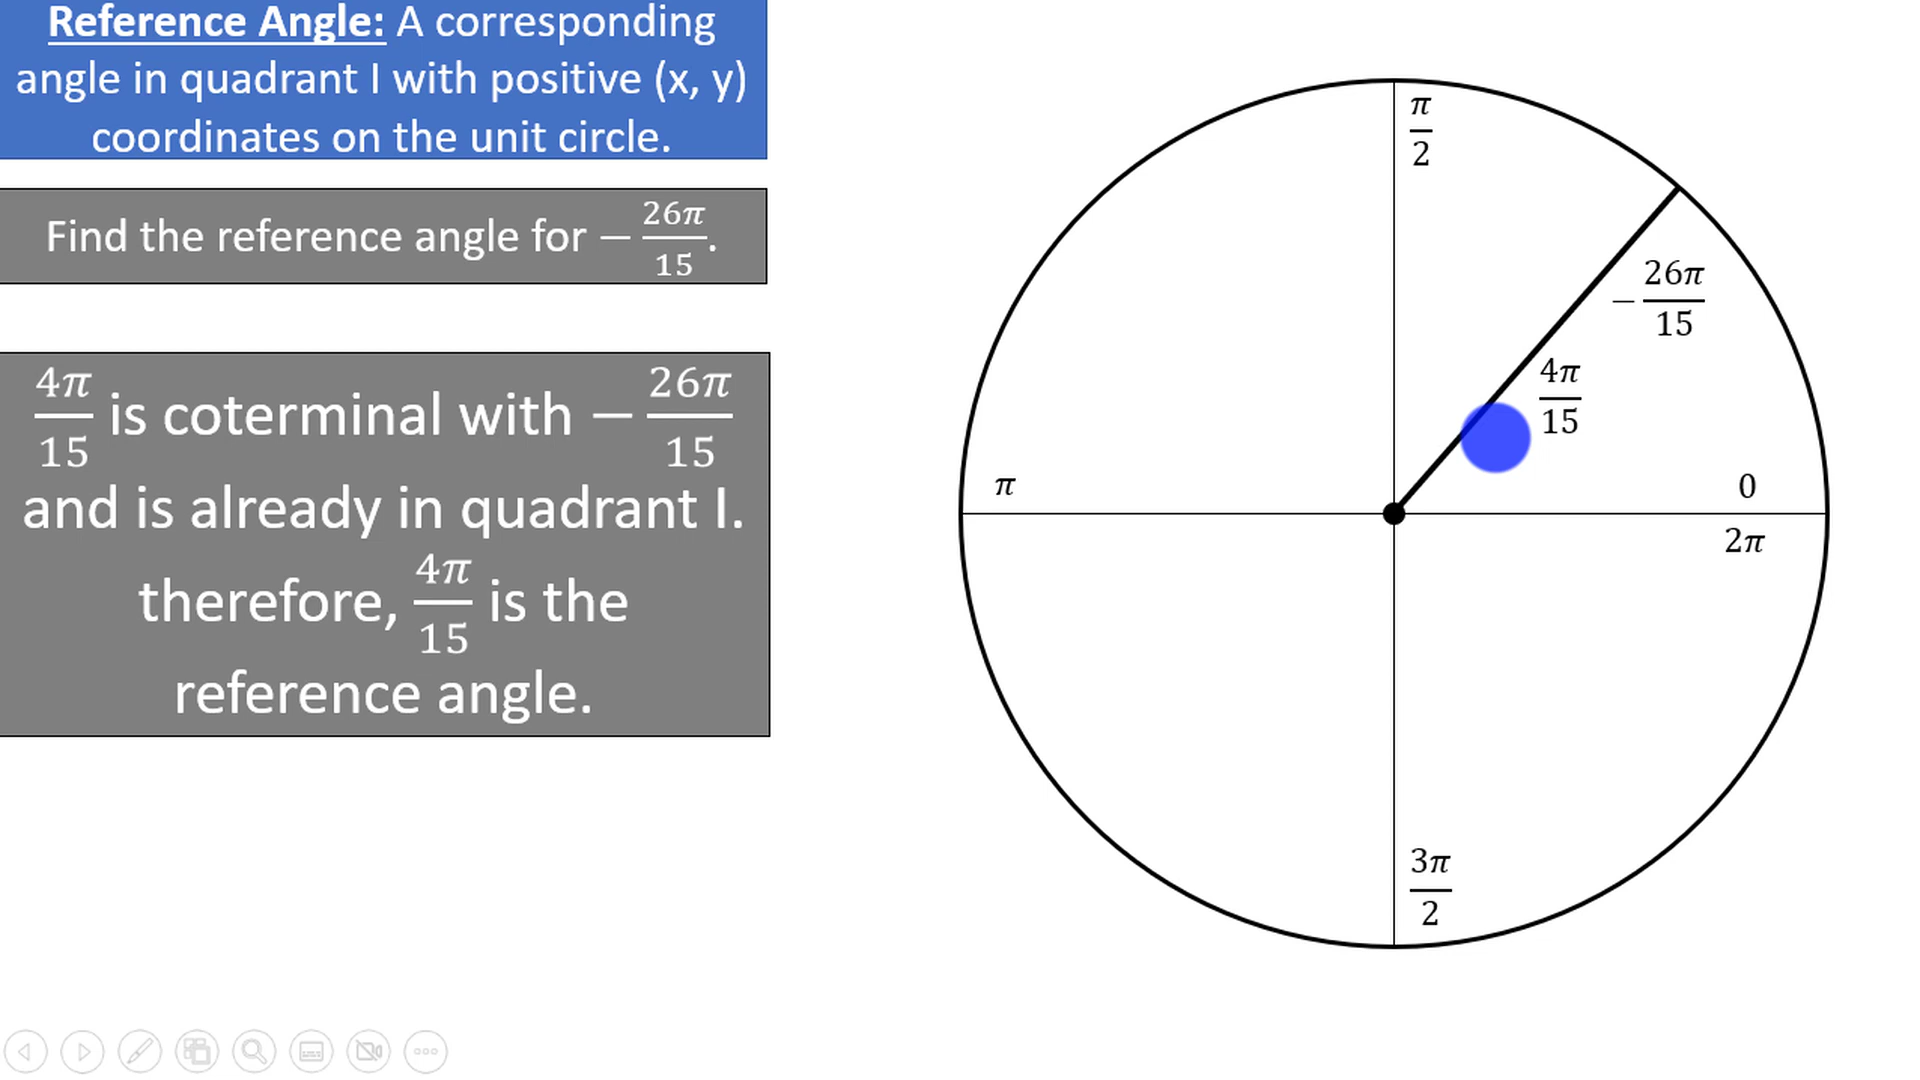 Reference Angle: A corresponding
angle in quadrant I with positive (x, y)
coordinates on the unit circle.
Find the reference angle for − 26π/15.
4π/15 is coterminal with − 26π/15
and is already in quadrant I.
therefore, 4π/15 is the
reference angle.
π/2
− 26π/15
4π/15
π
0
2π
3π/2